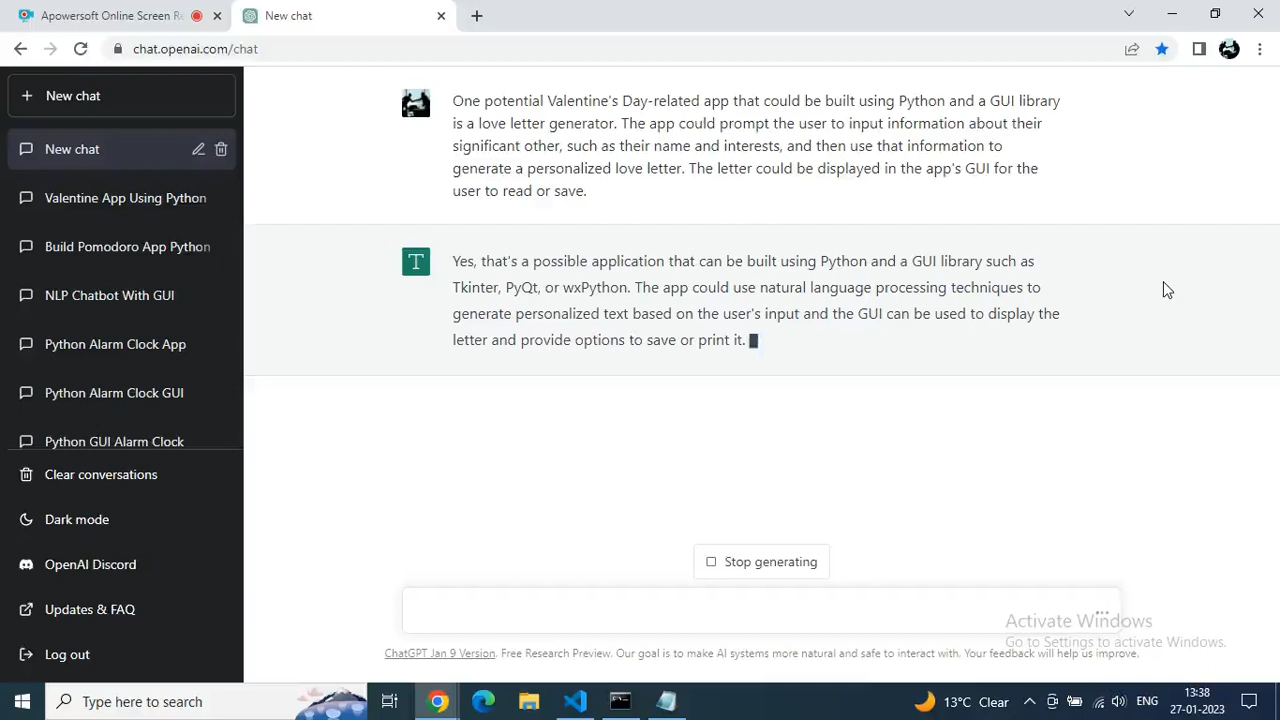 Apowersoft Online Screen Re
New chat
chat.openai.com/chat
New chat
New chat
Valentine App Using Python
Build Pomodoro App Python
NLP Chatbot With GUI
Python Alarm Clock App
Python Alarm Clock GUI
Python GUI Alarm Clock
Clear conversations
Dark mode
OpenAI Discord
Updates & FAQ
Log out
One potential Valentine's Day-related app that could be built using Python and a GUI library
is a love letter generator. The app could prompt the user to input information about their
significant other, such as their name and interests, and then use that information to
generate a personalized love letter. The letter could be displayed in the app's GUI for the
user to read or save.
T
Yes, that's a possible application that can be built using Python and a GUI library such as
Tkinter, PyQt, or wxPython. The app could use natural language processing techniques to
generate personalized text based on the user's input and the GUI can be used to display the
letter and provide options to save or print it.
Stop generating
Activate Windows
Go to Settings to activate Windows.
ChatGPT Jan 9 Version. Free Research Preview. Our goal is to make AI systems more natural and safe to interact with. Your feedback will help us improve.
Type here to search
13°C Clear
ENG
13:38
27-01-2023